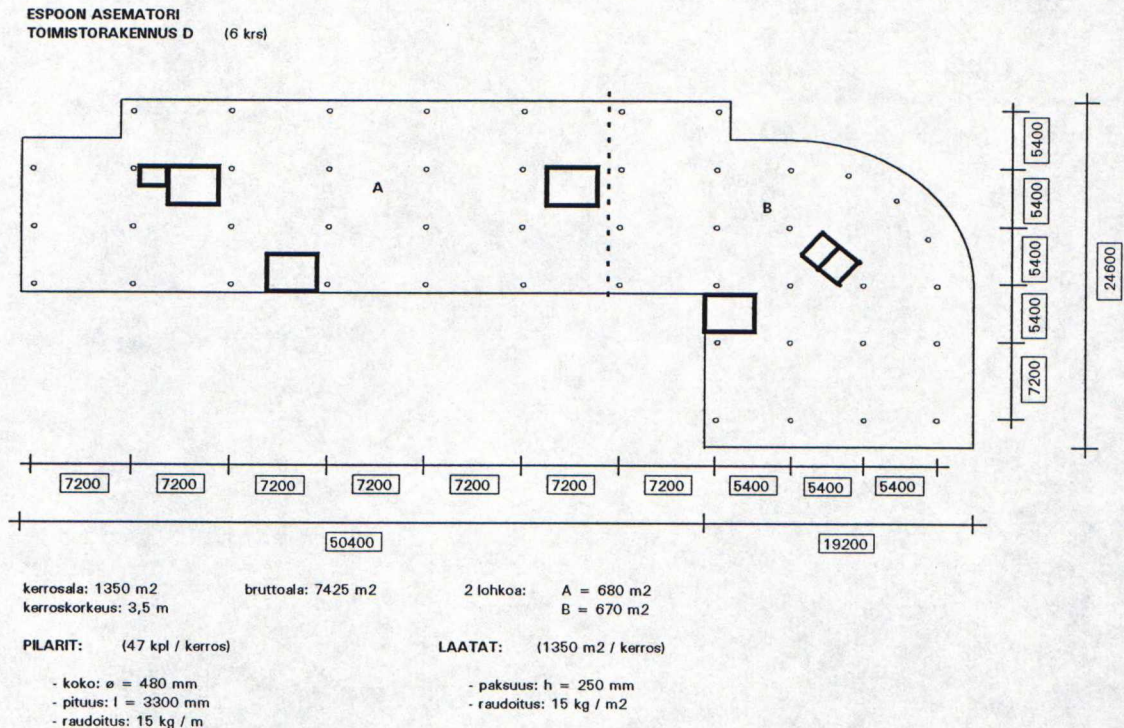 ESPOON ASEMATORI
TOIMISTORAKENNUS D (6 krs)
A
B
5400
5400
5400
5400
7200
24600
7200 7200 7200 7200 7200 7200 7200 5400 5400 5400
50400 19200
kerrosala: 1350 m2 bruttoala: 7425 m2 2 lohkoa: A = 680 m2
kerroskorkeus: 3,5 m B = 670 m2
PILARIT: (47 kpl / kerros) LAATAT: (1350 m2 / kerros)
- koko: ø = 480 mm - paksuus: h = 250 mm
- pituus: l = 3300 mm - raudoitus: 15 kg / m2
- raudoitus: 15 kg / m